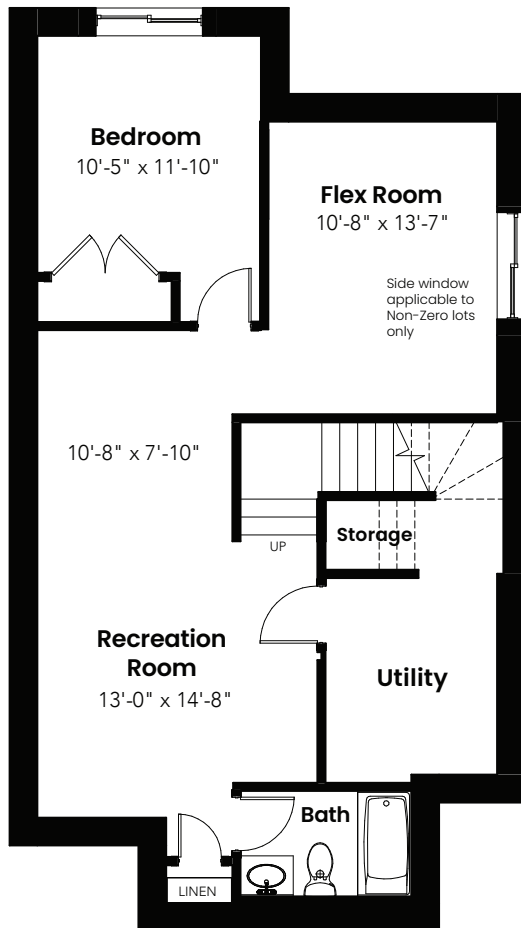 Bedroom
10'-5" x 11'-10"
Flex Room
10'-8" x 13'-7"
Side window
applicable to
Non-Zero lots
only
10'-8" x 7'-10"
Storage
UP
Recreation
Room
13'-0" x 14'-8"
Utility
Bath
LINEN